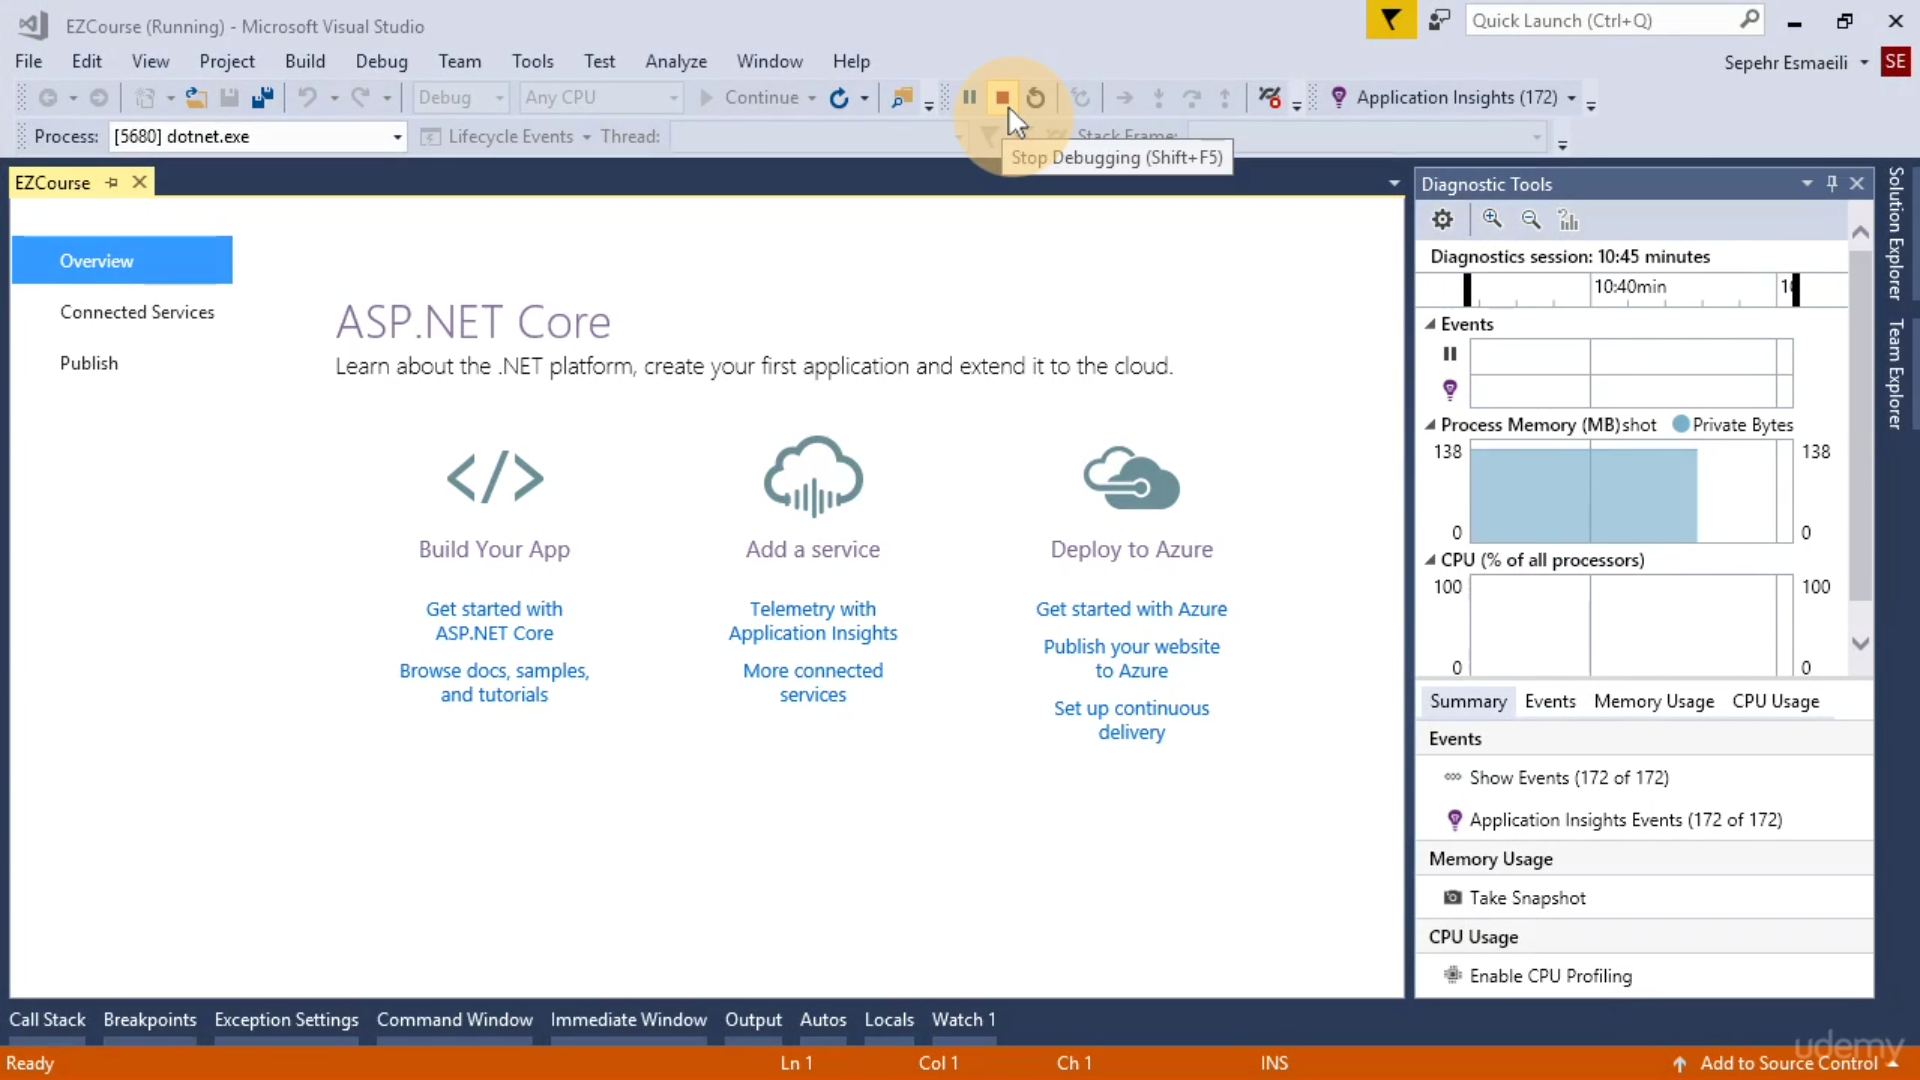 EZCourse (Running) - Microsoft Visual Studio
Quick Launch (Ctrl+Q)
File Edit View Project Build Debug Team Tools Test Analyze Window Help
Sepehr Esmaeili SE
Debug Any CPU Continue Application Insights (172)
Process: [5680] dotnet.exe Lifecycle Events Thread: Stack Frame:
Stop Debugging (Shift+F5)
EZCourse
Overview
Connected Services
Publish
ASP.NET Core
Learn about the .NET platform, create your first application and extend it to the cloud.
Build Your App
Get started with
ASP.NET Core
Browse docs, samples,
and tutorials
Add a service
Telemetry with
Application Insights
More connected
services
Deploy to Azure
Get started with Azure
Publish your website
to Azure
Set up continuous
delivery
Diagnostic Tools
Diagnostics session: 10:45 minutes
10:40min
Events
Process Memory (MB)shot Private Bytes
138 138
0 0
CPU (% of all processors)
100 100
0 0
Summary Events Memory Usage CPU Usage
Events
Show Events (172 of 172)
Application Insights Events (172 of 172)
Memory Usage
Take Snapshot
CPU Usage
Enable CPU Profiling
Solution Explorer
Team Explorer
Call Stack Breakpoints Exception Settings Command Window Immediate Window Output Autos Locals Watch 1
Ready Ln 1 Col 1 Ch 1 INS Add to Source Control
udemy